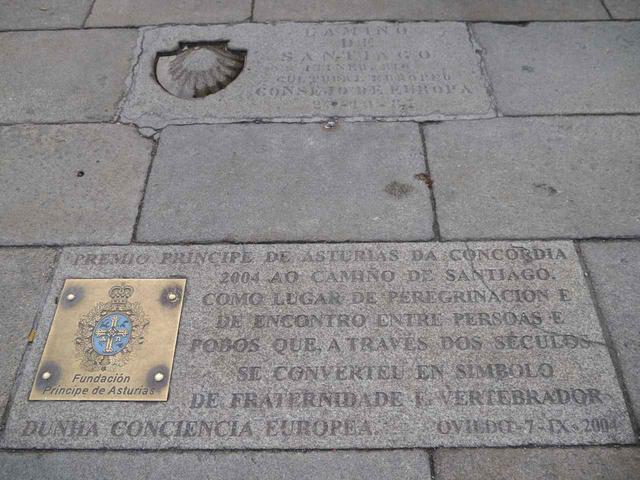 CAMINO
DE
SANTIAGO
ITINERARIO
CULTURAL EUROPEO
CONSEJO DE EUROPA
PREMIO PRINCIPE DE ASTURIAS DA CONCORDIA
2004 AO CAMIÑO DE SANTIAGO.
COMO LUGAR DE PEREGRINACION E
DE ENCONTRO ENTRE PERSOAS E
POBOS QUE, A TRAVÉS DOS SÉCULOS
SE CONVERTEU EN SIMBOLO
DE FRATERNIDADE E VERTEBRADOR
DUNHA CONCIENCIA EUROPEA. OVIEDO-7-IX-2004
Fundación
Príncipe de Asturias